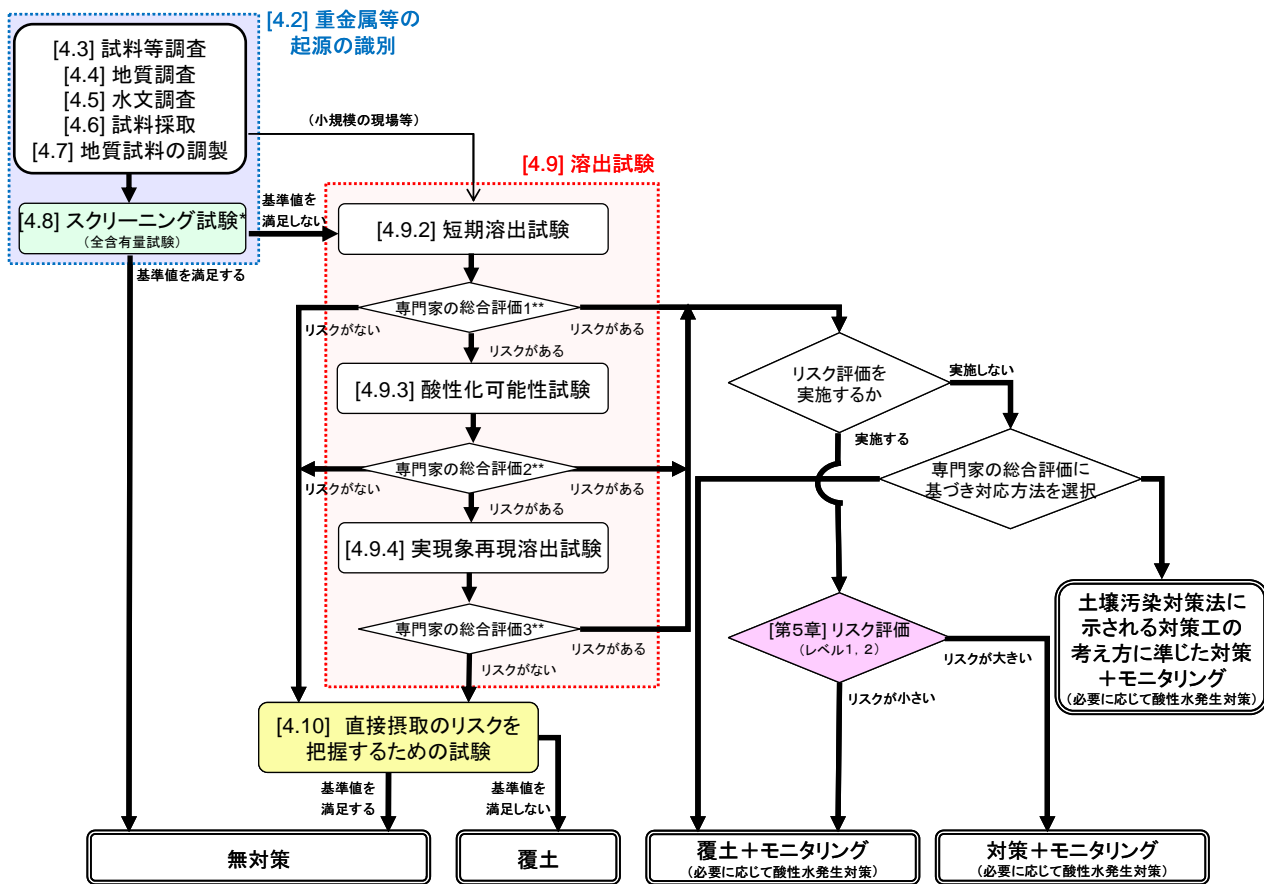 [4.2] 重金属等の
起源の識別
[4.3] 試料等調査
[4.4] 地質調査
[4.5] 水文調査
[4.6] 試料採取
[4.7] 地質試料の調製
(小規模の現場等)
[4.9] 溶出試験
[4.8] スクリーニング試験*
(全含有量試験)
基準値を
満足しない
基準値を満足する
[4.9.2] 短期溶出試験
専門家の総合評価1**
リスクがない
リスクがある
リスクがある
[4.9.3] 酸性化可能性試験
専門家の総合評価2**
リスクがない
リスクがある
リスクがある
[4.9.4] 実現象再現溶出試験
専門家の総合評価3**
リスクがある
リスクがない
リスク評価を
実施するか
実施しない
実施する
専門家の総合評価に
基づき対応方法を選択
[第5章] リスク評価
(レベル1, 2)
リスクが大きい
リスクが小さい
土壌汚染対策法に
示される対策工の
考え方に準じた対策
＋モニタリング
(必要に応じて酸性水発生対策)
[4.10] 直接摂取のリスクを
把握するための試験
基準値を
満足する
基準値を
満足しない
無対策
覆土
覆土＋モニタリング
(必要に応じて酸性水発生対策)
対策＋モニタリング
(必要に応じて酸性水発生対策)